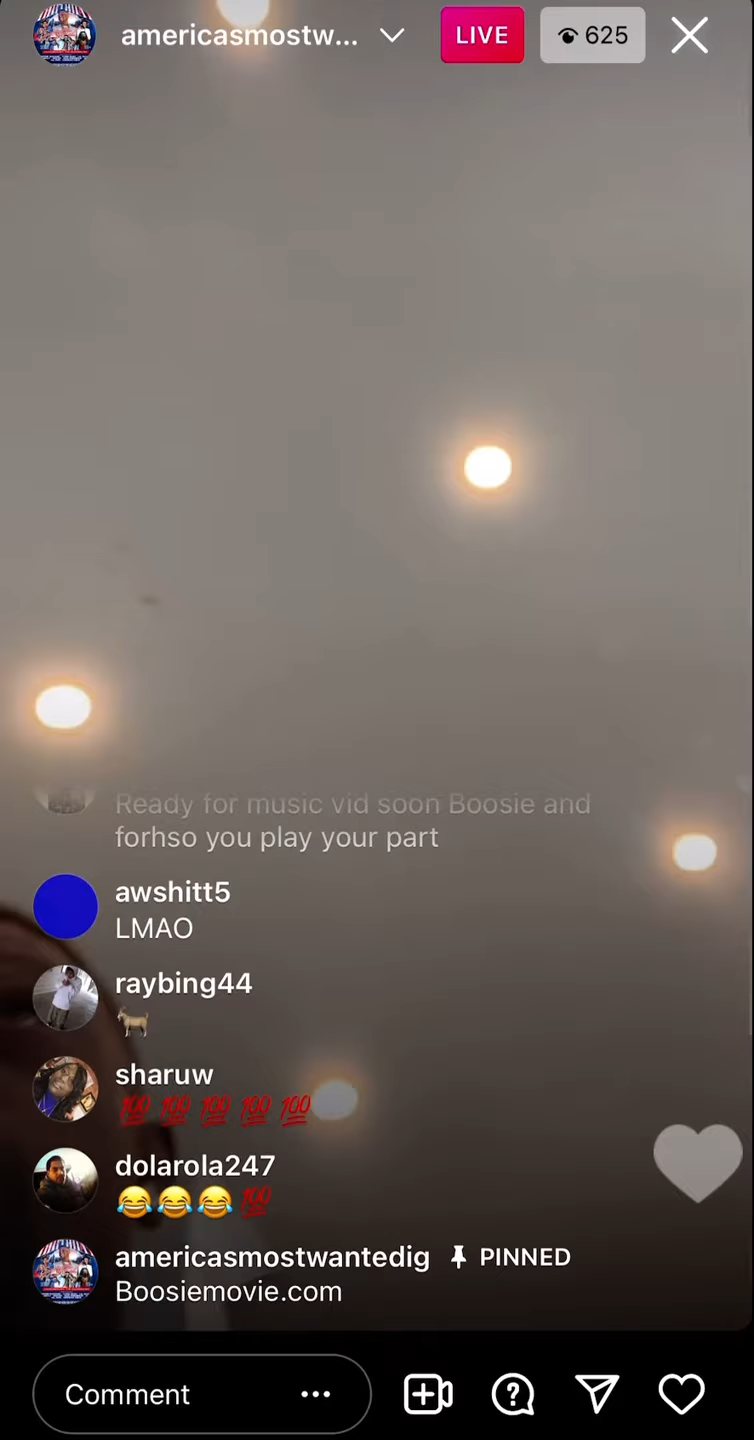 americasmostw...
LIVE
625
Ready for music vid soon Boosie and
forhso you play your part
awshitt5
LMAO
raybing44
🐐
sharuw
💯 💯 💯 💯 💯
dolarola247
😂😂😂💯
americasmostwantedig PINNED
Boosiemovie.com
Comment